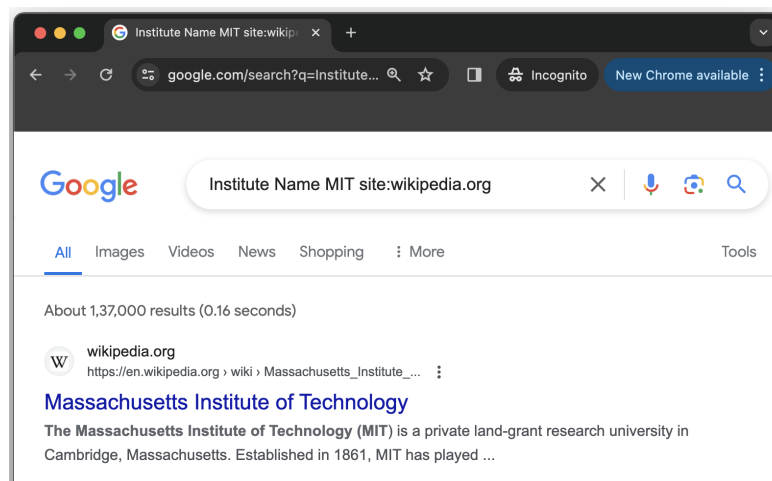 Institute Name MIT site:wikip
google.com/search?q=Institute... Incognito New Chrome available
Google Institute Name MIT site:wikipedia.org
All Images Videos News Shopping More Tools
About 1,37,000 results (0.16 seconds)
W wikipedia.org
https://en.wikipedia.org › wiki › Massachusetts_Institute_...
Massachusetts Institute of Technology
The Massachusetts Institute of Technology (MIT) is a private land-grant research university in
Cambridge, Massachusetts. Established in 1861, MIT has played ...